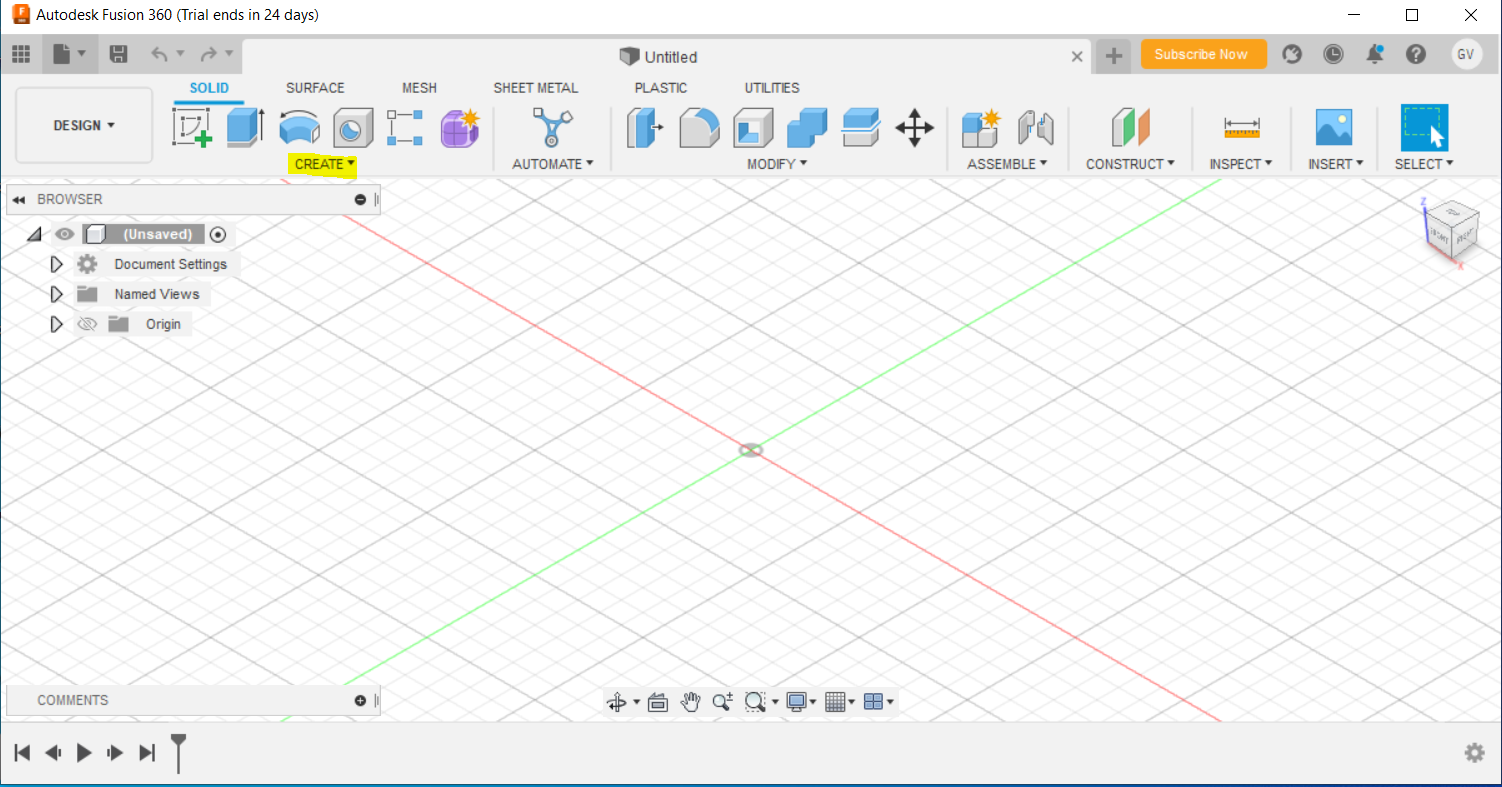 Autodesk Fusion 360 (Trial ends in 24 days)
Untitled
Subscribe Now
GV
SOLID SURFACE MESH SHEET METAL PLASTIC UTILITIES
DESIGN
CREATE AUTOMATE MODIFY ASSEMBLE CONSTRUCT INSPECT INSERT SELECT
BROWSER
(Unsaved)
Document Settings
Named Views
Origin
Z
TOP
FRONT RIGHT
X
COMMENTS